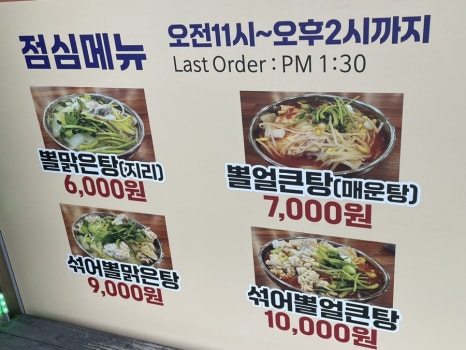 점심메뉴 오전11시~오후2시까지
Last Order : PM 1:30
뽈맑은탕(지리)
6,000원
뽈얼큰탕(매운탕)
7,000원
섞어뽈맑은탕
9,000원
섞어뽈얼큰탕
10,000원